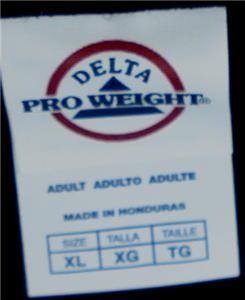 DELTA
PRO WEIGHT®
ADULT ADULTO ADULTE
MADE IN HONDURAS
SIZE TALLA TAILLE
XL XG TG